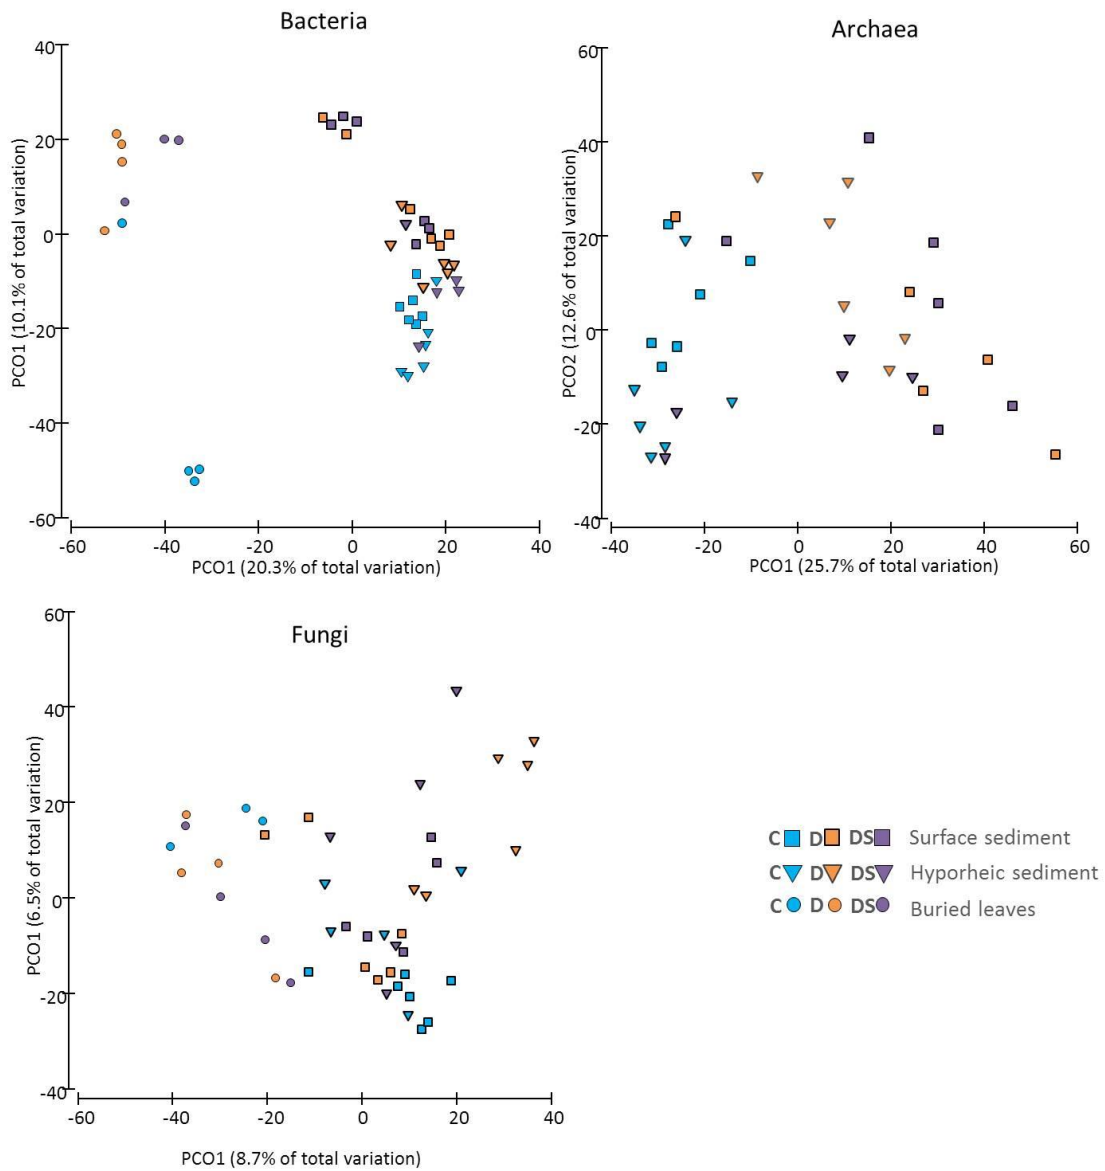 Bacteria
40
20
0
-20
-40
-60
PCO1 (10.1% of total variation)
-60 -40 -20 0 20 40
PCO1 (20.3% of total variation)
Archaea
60
40
20
0
-20
-40
PCO2 (12.6% of total variation)
-40 -20 0 20 40 60
PCO1 (25.7% of total variation)
Fungi
60
40
20
0
-20
-40
PCO1 (6.5% of total variation)
-60 -40 -20 0 20 40
PCO1 (8.7% of total variation)
C D DS Surface sediment
C D DS Hyporheic sediment
C D DS Buried leaves